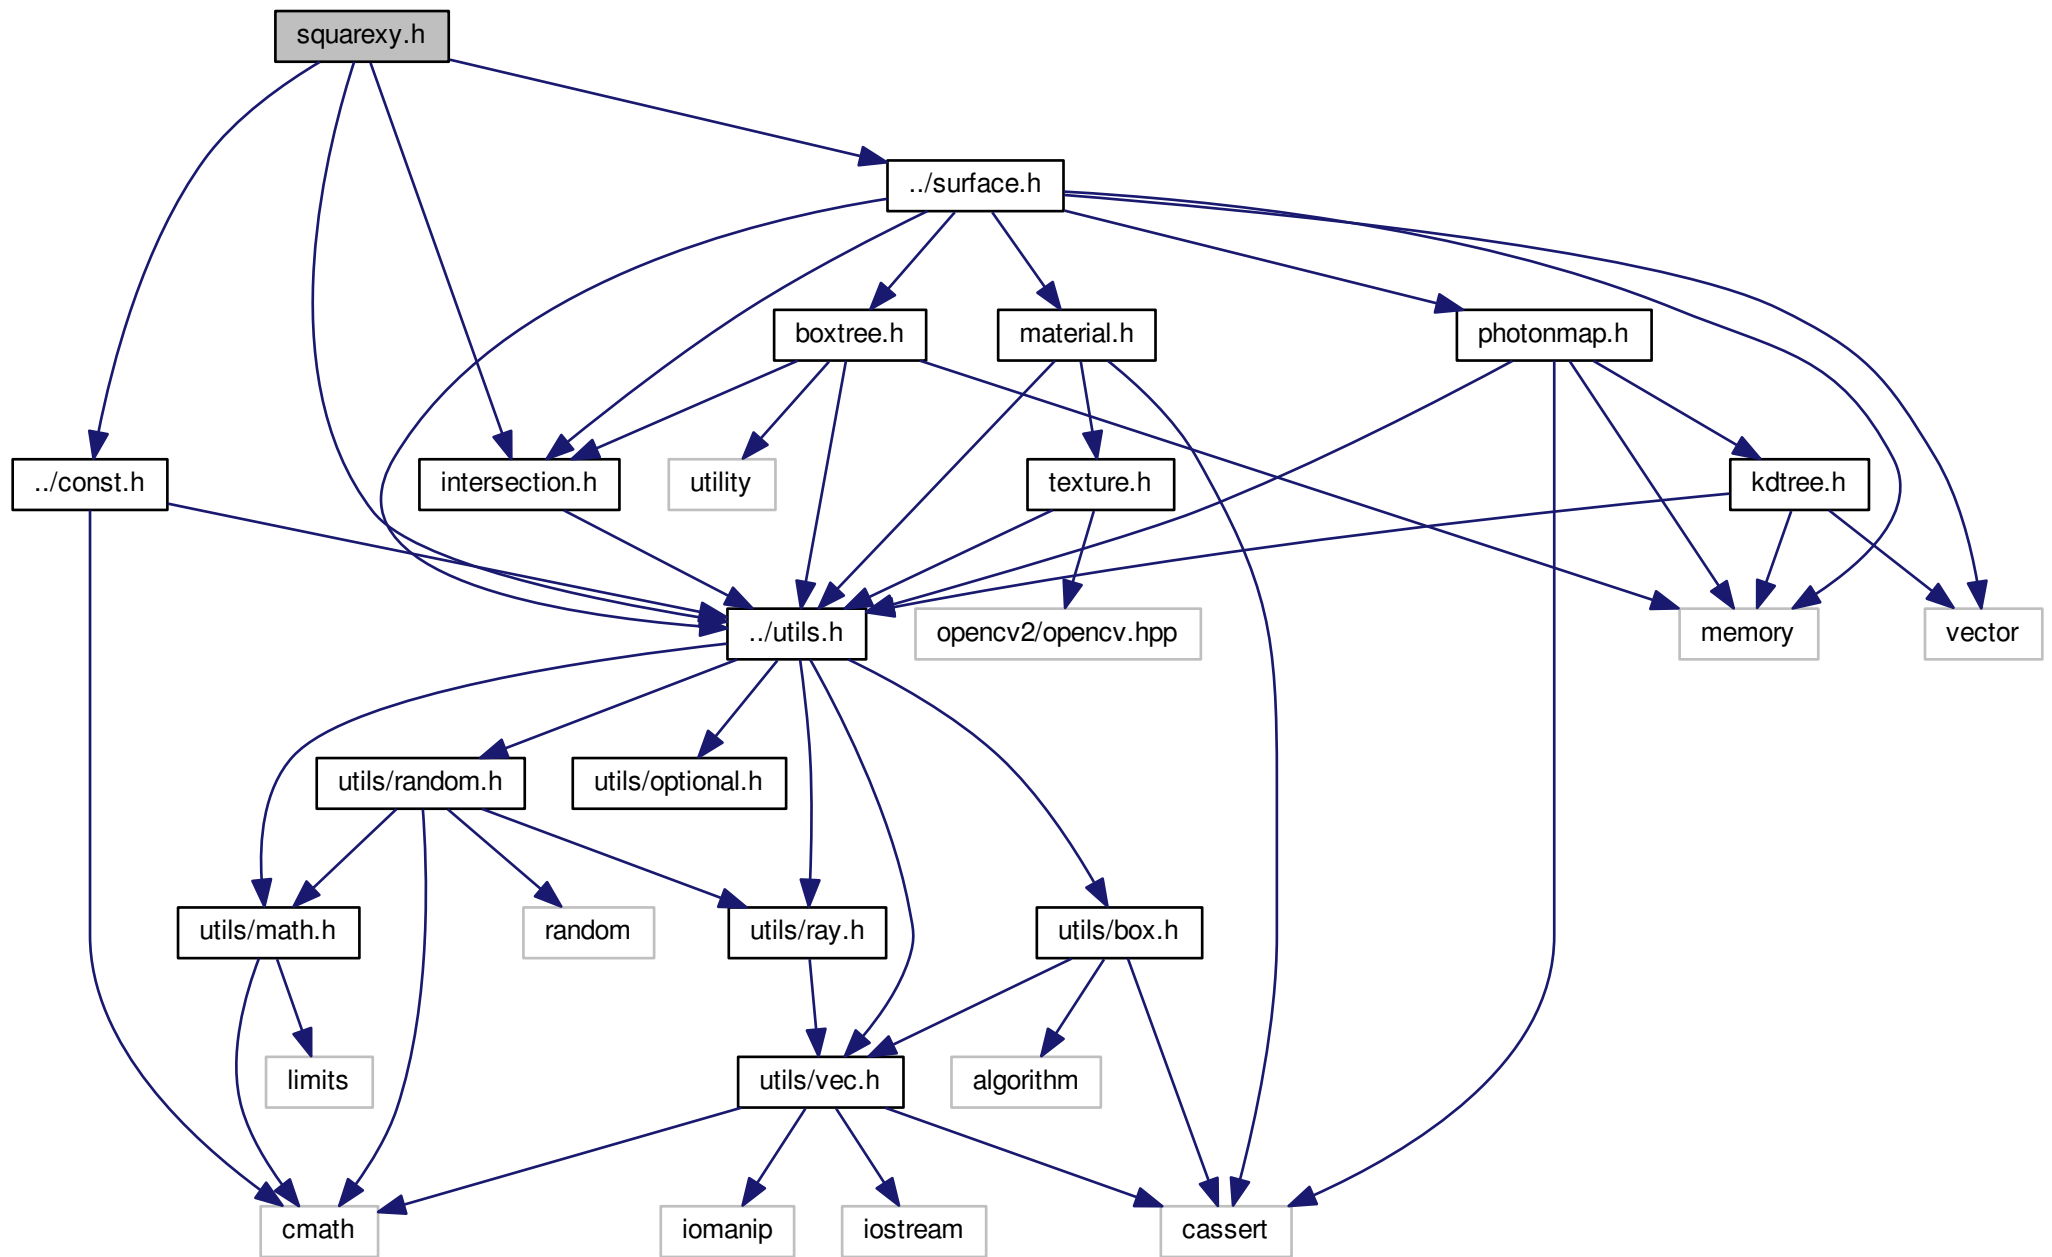 squarexy.h
../surface.h
boxtree.h
material.h
photonmap.h
../const.h
intersection.h
utility
texture.h
kdtree.h
../utils.h
opencv2/opencv.hpp
memory
vector
utils/random.h
utils/optional.h
utils/math.h
random
utils/ray.h
utils/box.h
limits
utils/vec.h
algorithm
cmath
iomanip
iostream
cassert